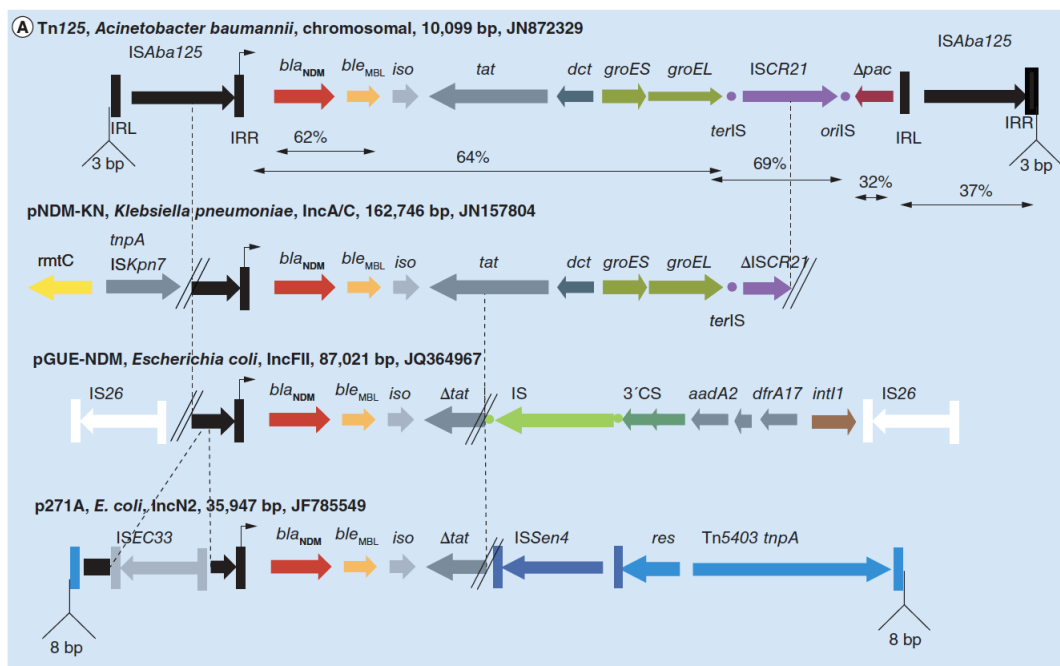 A Tn125, Acinetobacter baumannii, chromosomal, 10,099 bp, JN872329
ISAba125 ISAba125
blaNDM bleMBL iso tat dct groES groEL ISCR21 Δpac
IRL IRR terIS oriIS IRL IRR
3 bp 62% 64% 69% 3 bp
32% 37%
pNDM-KN, Klebsiella pneumoniae, IncA/C, 162,746 bp, JN157804
tnpA
rmtC ISKpn7 blaNDM bleMBL iso tat dct groES groEL ΔISCR21
terIS
pGUE-NDM, Escherichia coli, IncFII, 87,021 bp, JQ364967
IS26 blaNDM bleMBL iso Δtat IS 3´CS aadA2 dfrA17 intI1 IS26
p271A, E. coli, IncN2, 35,947 bp, JF785549
ISEC33 blaNDM bleMBL iso Δtat ISSen4 res Tn5403 tnpA
8 bp 8 bp